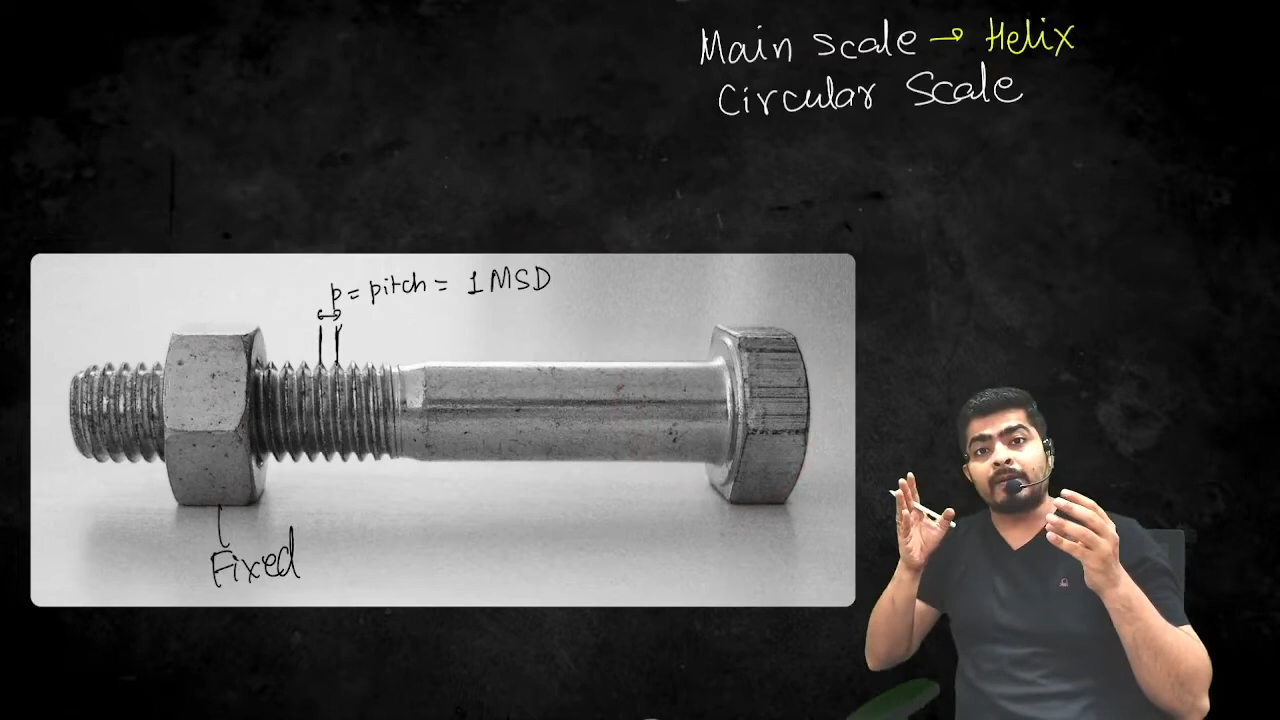 Main scale → Helix
Circular Scale
p = pitch = 1 MSD
Fixed